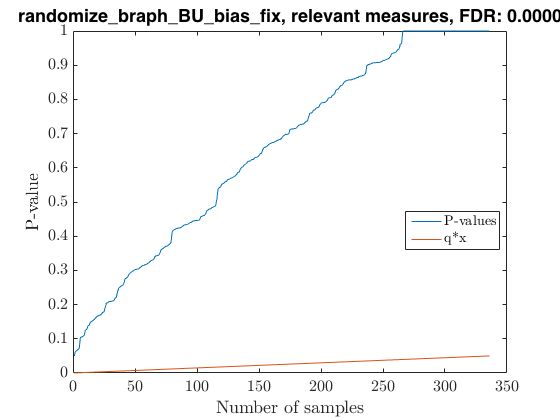 randomize_braph_BU_bias_fix, relevant measures, FDR: 0.0000
1
0.9
0.8
0.7
0.6
0.5
0.4
0.3
0.2
0.1
0
P-value
P-values
q*x
0 50 100 150 200 250 300 350
Number of samples